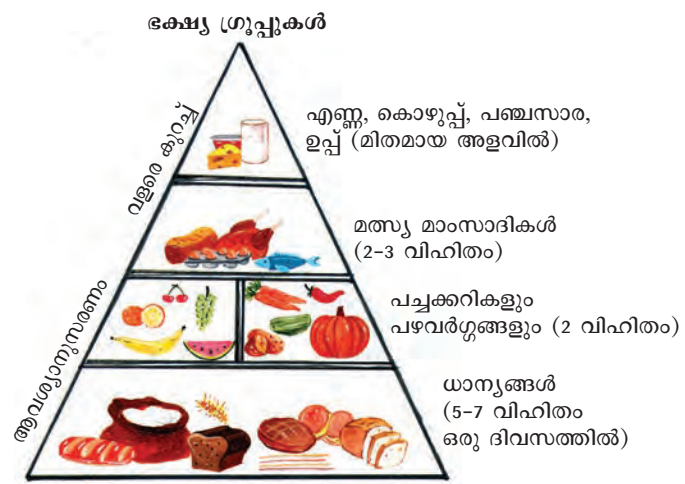 ഭക്ഷ്യ ഗ്രൂപ്പുകൾ
വളരെ കുറച്ച്
എണ്ണ, കൊഴുപ്പ്, പഞ്ചസാര,
ഉപ്പ് (മിതമായ അളവിൽ)
മത്സ്യ മാംസാദികൾ
(2-3 വിഹിതം)
ആവശ്യാനുസരണം
പച്ചക്കറികളും
പഴവർഗ്ഗങ്ങളും (2 വിഹിതം)
ധാന്യങ്ങൾ
(5-7 വിഹിതം
ഒരു ദിവസത്തിൽ)